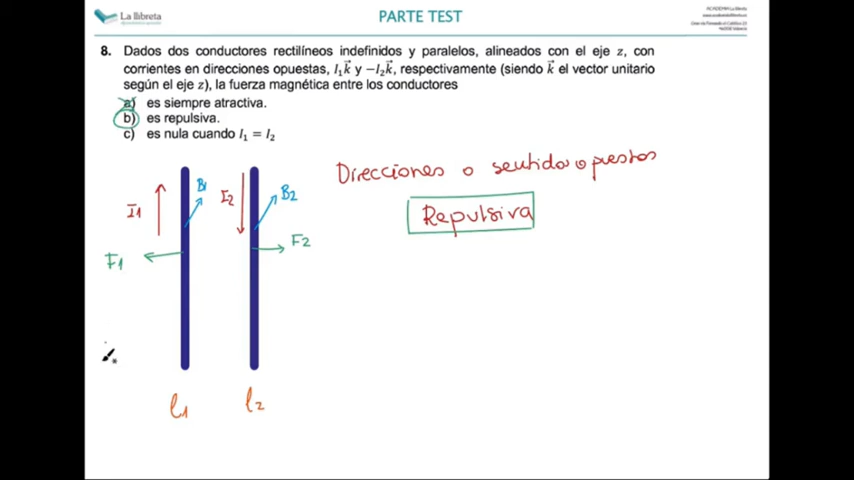 La llibreta
PARTE TEST
8. Dados dos conductores rectilíneos indefinidos y paralelos, alineados con el eje z, con
corrientes en direcciones opuestas, I₁k⃗ y −I₂k⃗, respectivamente (siendo k⃗ el vector unitario
según el eje z), la fuerza magnética entre los conductores
a) es siempre atractiva.
b) es repulsiva.
c) es nula cuando I₁ = I₂
Direcciones o sentidos opuestos
Repulsiva
I1
B1
I2
B2
F1
F2
l1
l2